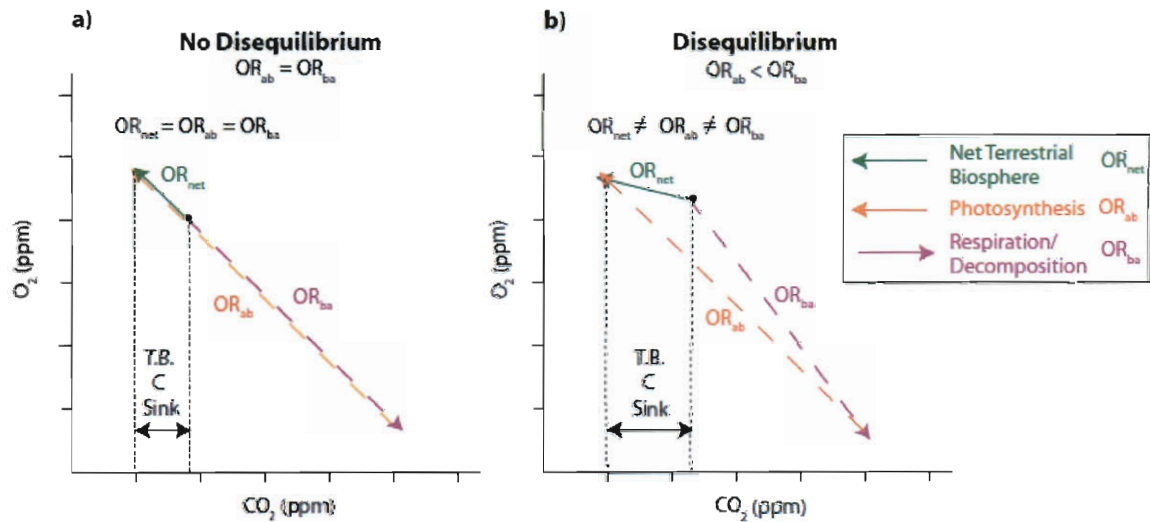 a)
No Disequilibrium
OR_ab = OR_ba
OR_net = OR_ab = OR_ba
OR_net
OR_ab
OR_ba
T.B.
C
Sink
O₂ (ppm)
CO₂ (ppm)
b)
Disequilibrium
OR_ab < OR_ba
OR_net ≠ OR_ab ≠ OR_ba
OR_net
OR_ba
OR_ab
T.B.
C
Sink
O₂ (ppm)
CO₂ (ppm)
Net Terrestrial OR_net
Biosphere
Photosynthesis OR_ab
Respiration/ OR_ba
Decomposition